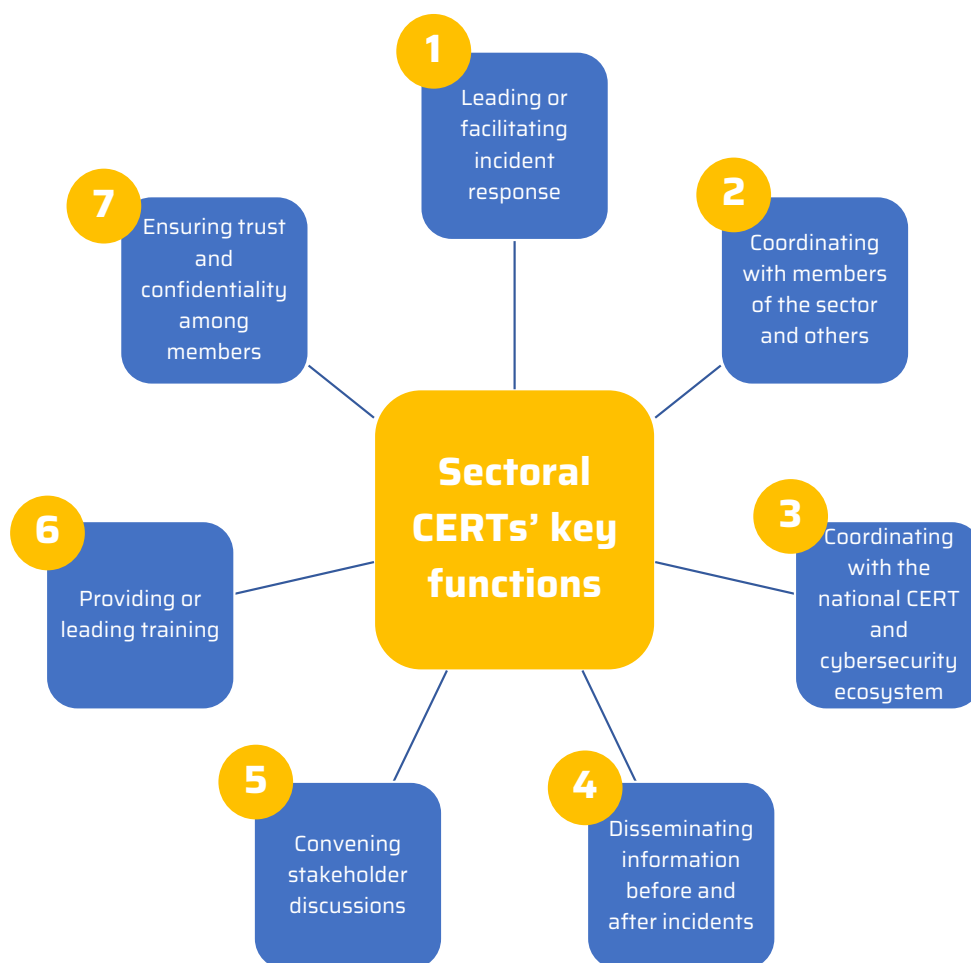 1
Leading or
facilitating
incident
response
2
Coordinating
with members
of the sector
and others
3
Coordinating
with the
national CERT
and
cybersecurity
ecosystem
4
Disseminating
information
before and
after incidents
5
Convening
stakeholder
discussions
6
Providing or
leading training
7
Ensuring trust
and
confidentiality
among
members
Sectoral
CERTs’ key
functions